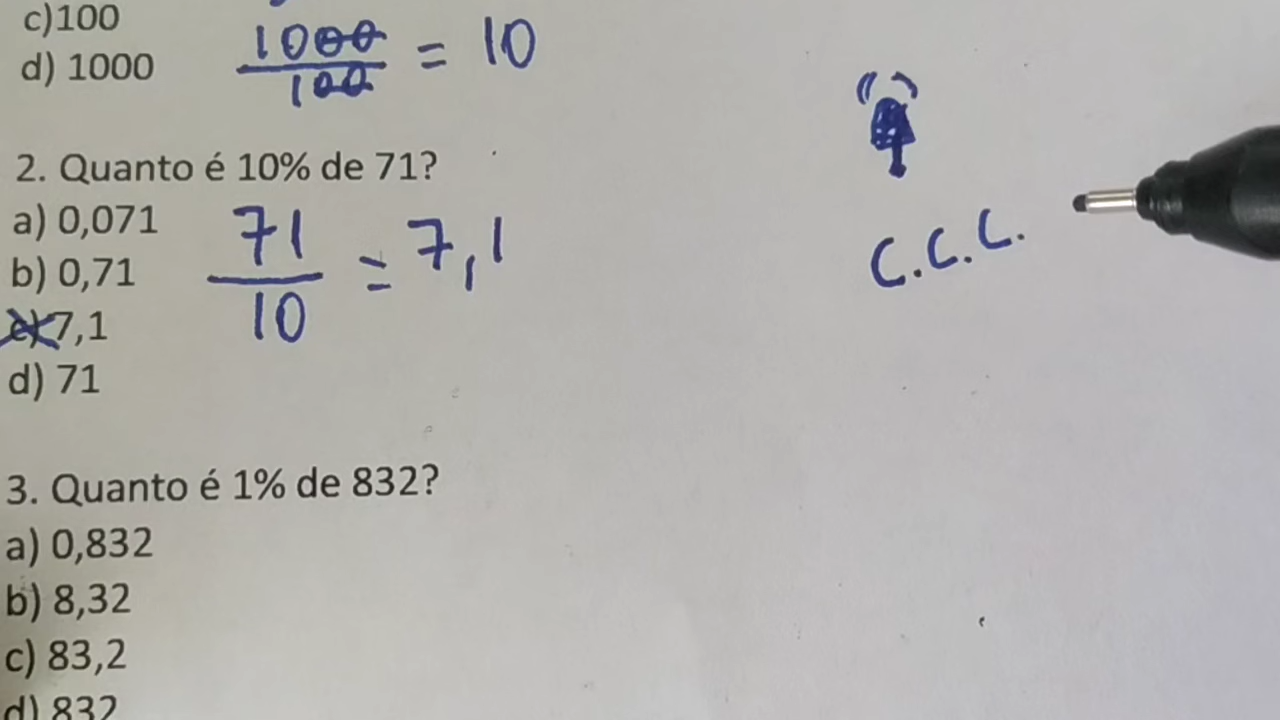 c)100
d) 1000
1000
100
= 10
2. Quanto é 10% de 71?
a) 0,071
b) 0,71
c) 7,1
d) 71
71
10
= 7,1
C.C.C.
3. Quanto é 1% de 832?
a) 0,832
b) 8,32
c) 83,2
d) 832